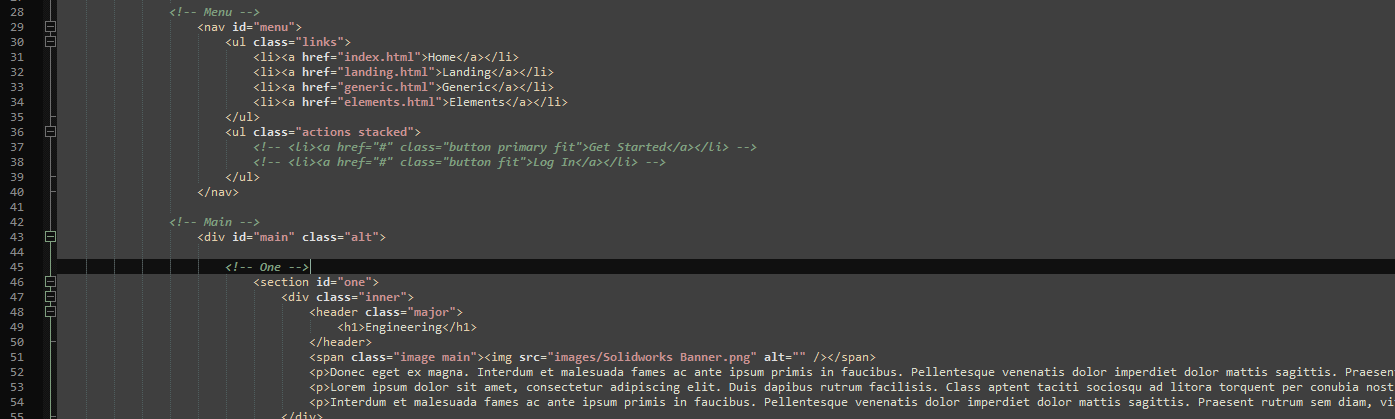 28 <!-- Menu -->
29 <nav id="menu">
30 <ul class="links">
31 <li><a href="index.html">Home</a></li>
32 <li><a href="landing.html">Landing</a></li>
33 <li><a href="generic.html">Generic</a></li>
34 <li><a href="elements.html">Elements</a></li>
35 </ul>
36 <ul class="actions stacked">
37 <!-- <li><a href="#" class="button primary fit">Get Started</a></li> -->
38 <!-- <li><a href="#" class="button fit">Log In</a></li> -->
39 </ul>
40 </nav>
41
42 <!-- Main -->
43 <div id="main" class="alt">
44
45 <!-- One -->
46 <section id="one">
47 <div class="inner">
48 <header class="major">
49 <h1>Engineering</h1>
50 </header>
51 <span class="image main"><img src="images/Solidworks Banner.png" alt="" /></span>
52 <p>Donec eget ex magna. Interdum et malesuada fames ac ante ipsum primis in faucibus. Pellentesque venenatis dolor imperdiet dolor mattis sagittis. Praesen
53 <p>Lorem ipsum dolor sit amet, consectetur adipiscing elit. Duis dapibus rutrum facilisis. Class aptent taciti sociosqu ad litora torquent per conubia nost
54 <p>Interdum et malesuada fames ac ante ipsum primis in faucibus. Pellentesque venenatis dolor imperdiet dolor mattis sagittis. Praesent rutrum sem diam, vi
55 </div>